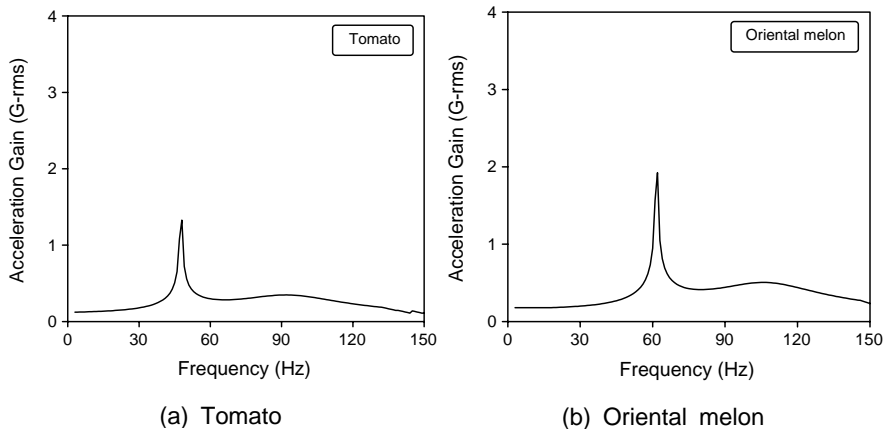 4
3
2
1
0
Acceleration Gain (G-rms)
Tomato
0 30 60 90 120 150
Frequency (Hz)
(a) Tomato
4
3
2
1
0
Acceleration Gain (G-rms)
Oriental melon
0 30 60 90 120 150
Frequency (Hz)
(b) Oriental melon